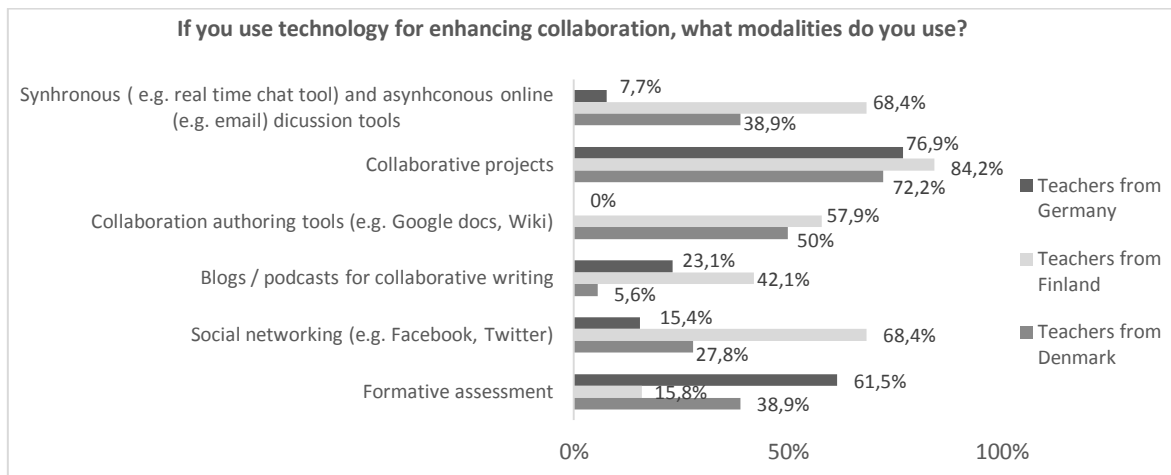 If you use technology for enhancing collaboration, what modalities do you use?
Synhronous ( e.g. real time chat tool) and asynhconous online
(e.g. email) dicussion tools
7,7%
68,4%
38,9%
Collaborative projects
76,9%
84,2%
72,2%
Collaboration authoring tools (e.g. Google docs, Wiki)
0%
57,9%
50%
Blogs / podcasts for collaborative writing
23,1%
42,1%
5,6%
Social networking (e.g. Facebook, Twitter)
15,4%
68,4%
27,8%
Formative assessment
61,5%
15,8%
38,9%
0%
50%
100%
Teachers from
Germany
Teachers from
Finland
Teachers from
Denmark